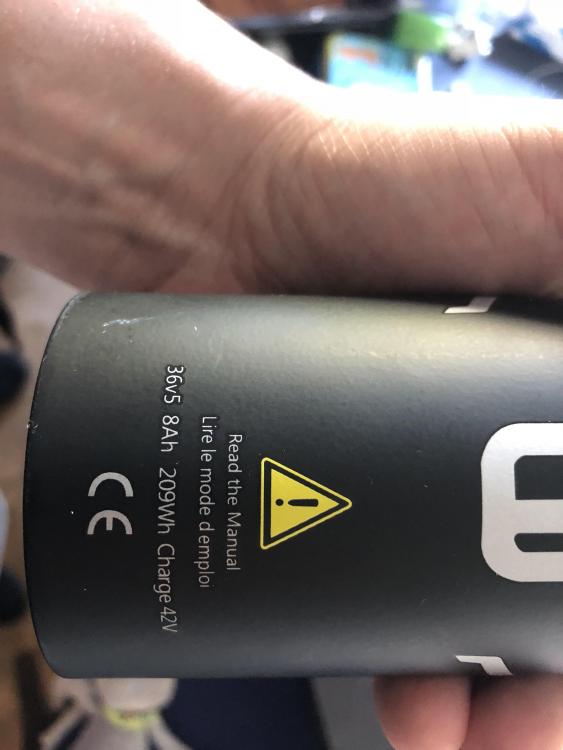 Read the Manual
Lire le mode d emploi
36v5 8Ah 209Wh Charge 42V
CE